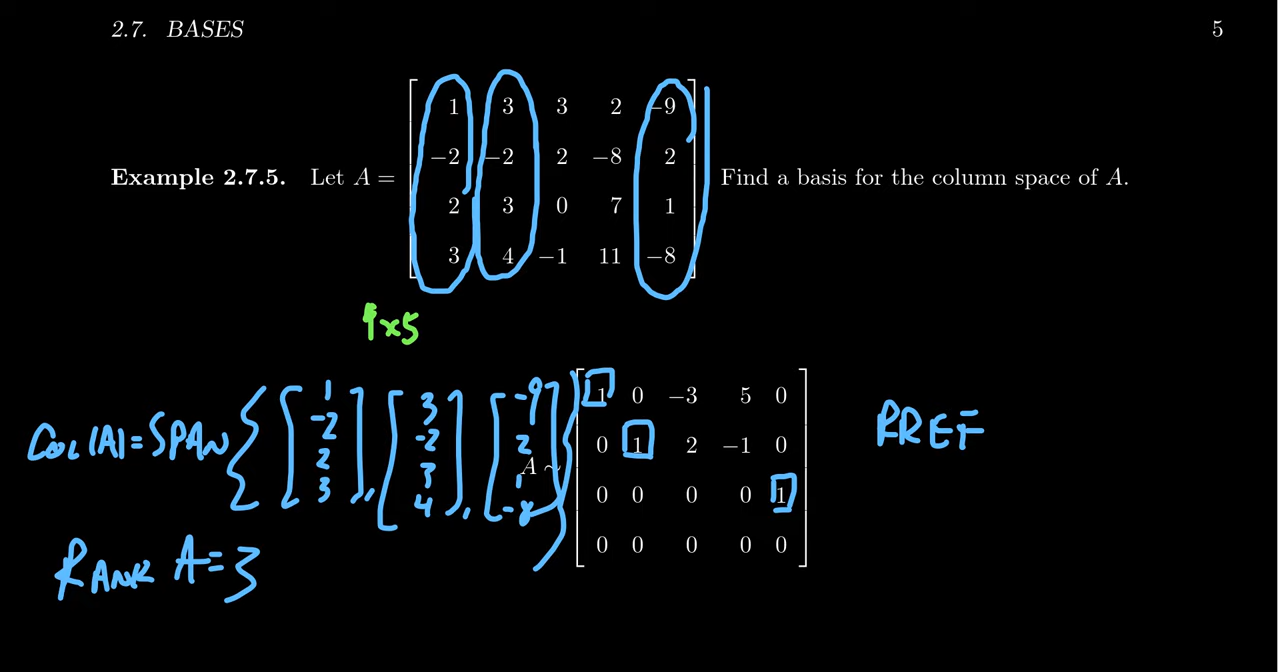 2.7. BASES 5
1 3 3 2 −9
−2 −2 2 −8 2
Example 2.7.5. Let A = Find a basis for the column space of A.
2 3 0 7 1
3 4 −1 11 −8
4x5
1 0 −3 5 0
0 1 2 −1 0
0 0 0 0 1
0 0 0 0 0
A ∼
RREF
COL(A)=SPAN { [1 -2 2 3], [3 -2 3 4], [-9 2 1 -8] }
RANK A=3